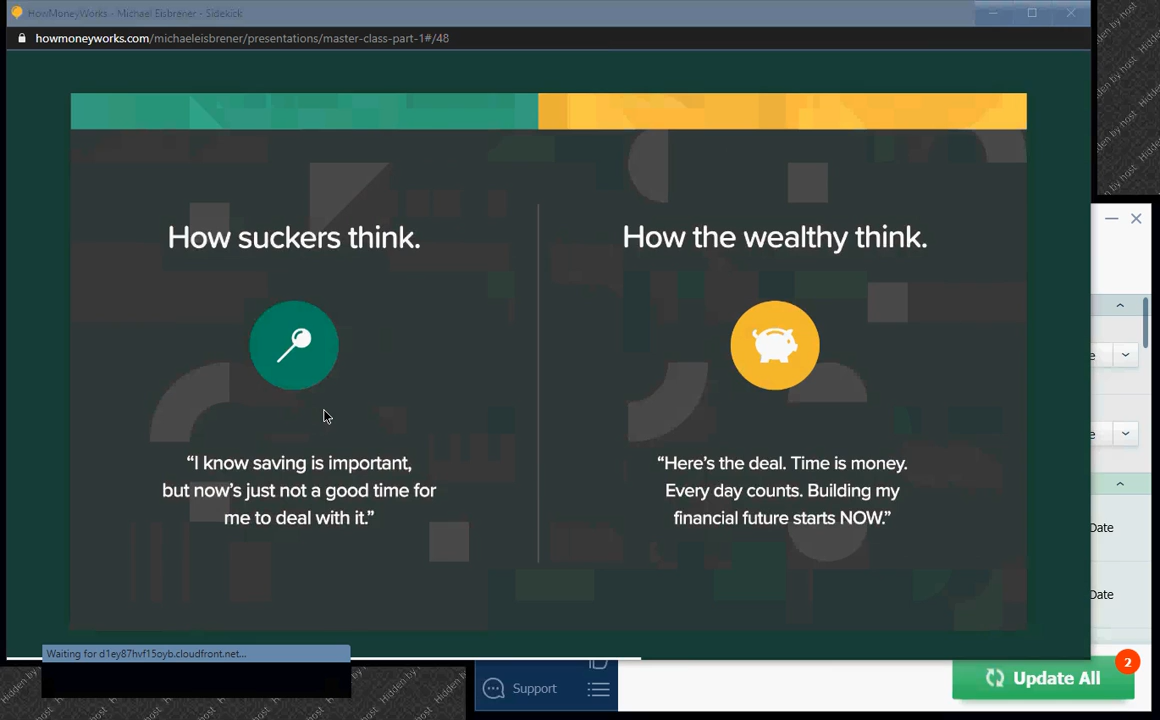 HowMoneyWorks - Michael Eisbrener - Sidekick
howmoneyworks.com/michaeleisbrener/presentations/master-class-part-1#/48
How suckers think.
How the wealthy think.
“I know saving is important,
but now’s just not a good time for
me to deal with it.”
“Here’s the deal. Time is money.
Every day counts. Building my
financial future starts NOW.”
Date
Date
Waiting for d1ey87hvf15oyb.cloudfront.net...
Support
Update All
2
Hidden by host